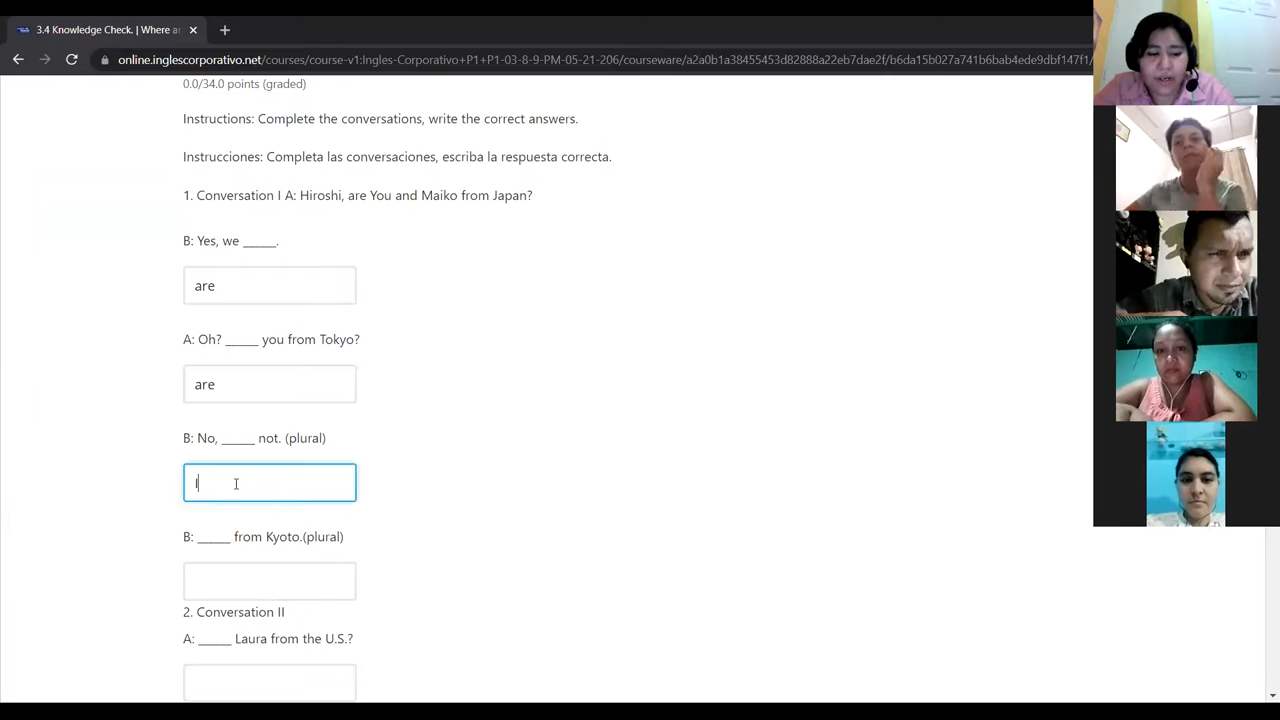 3.4 Knowledge Check. | Where a
online.inglescorporativo.net/courses/course-v1:Ingles-Corporativo+P1+P1-03-8-9-PM-05-21-206/courseware/a2a0b1a38455453d82888a22eb7dae2f/b6da15b027a741b6bab4ede9dbf147f1/
0.0/34.0 points (graded)
Instructions: Complete the conversations, write the correct answers.
Instrucciones: Completa las conversaciones, escriba la respuesta correcta.
1. Conversation I A: Hiroshi, are You and Maiko from Japan?
B: Yes, we _____.
are
A: Oh? _____ you from Tokyo?
are
B: No, _____ not. (plural)
I
B: _____ from Kyoto.(plural)
2. Conversation II
A: _____ Laura from the U.S.?